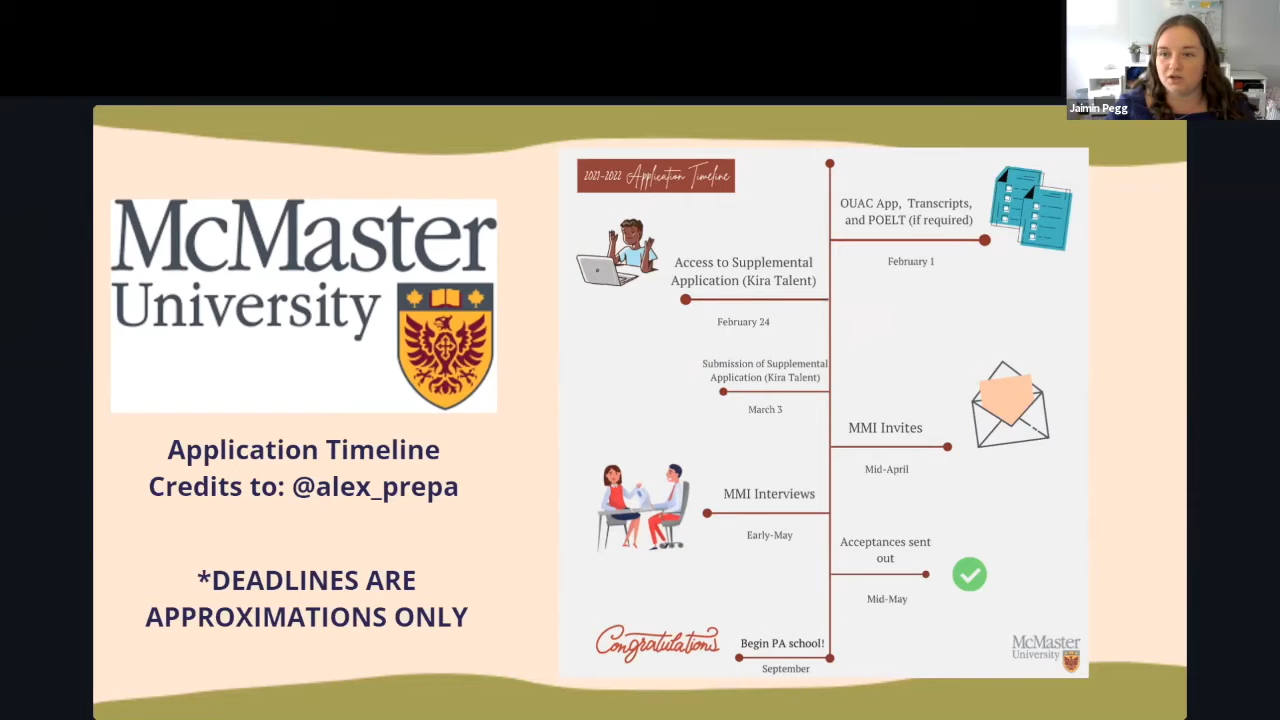 Jaimin Pegg
McMaster
University
Application Timeline
Credits to: @alex_prepa
*DEADLINES ARE
APPROXIMATIONS ONLY
2021-2022 Application Timeline
OUAC App, Transcripts,
and POELT (if required)
February 1
Access to Supplemental
Application (Kira Talent)
February 24
Submission of Supplemental
Application (Kira Talent)
March 3
MMI Invites
Mid-April
MMI Interviews
Early-May
Acceptances sent
out
Mid-May
Congratulations
Begin PA school!
September
McMaster
University